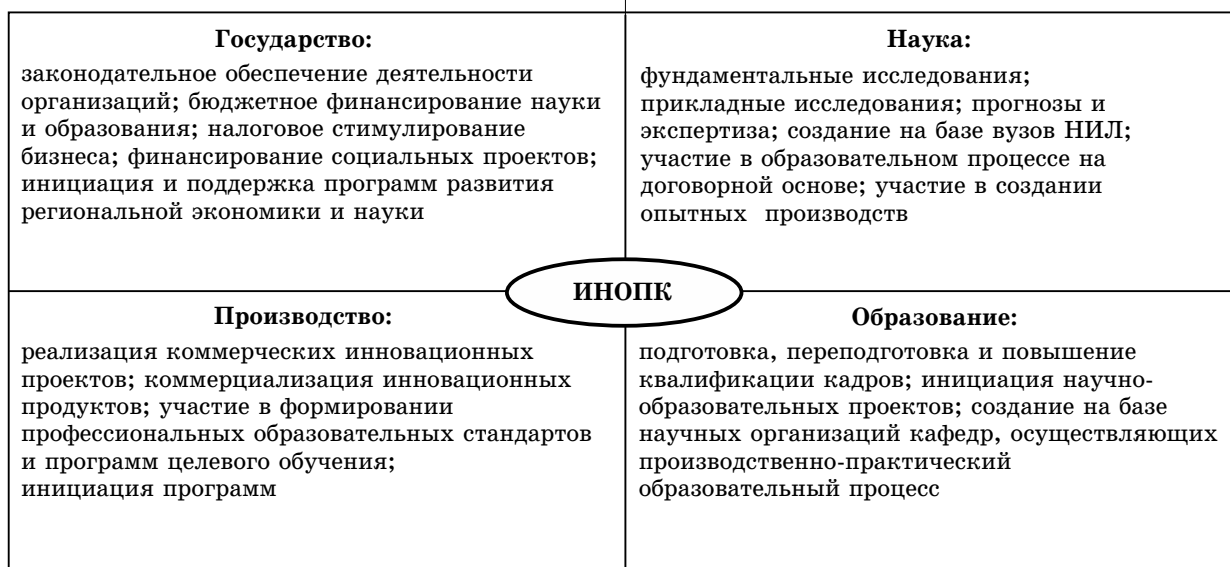 Государство:
законодательное обеспечение деятельности
организаций; бюджетное финансирование науки
и образования; налоговое стимулирование
бизнеса; финансирование социальных проектов;
инициация и поддержка программ развития
региональной экономики и науки
Наука:
фундаментальные исследования;
прикладные исследования; прогнозы и
экспертиза; создание на базе вузов НИЛ;
участие в образовательном процессе на
договорной основе; участие в создании
опытных производств
ИНОПК
Производство:
реализация коммерческих инновационных
проектов; коммерциализация инновационных
продуктов; участие в формировании
профессиональных образовательных стандартов
и программ целевого обучения;
инициация программ
Образование:
подготовка, переподготовка и повышение
квалификации кадров; инициация научно-
образовательных проектов; создание на базе
научных организаций кафедр, осуществляющих
производственно-практический
образовательный процесс